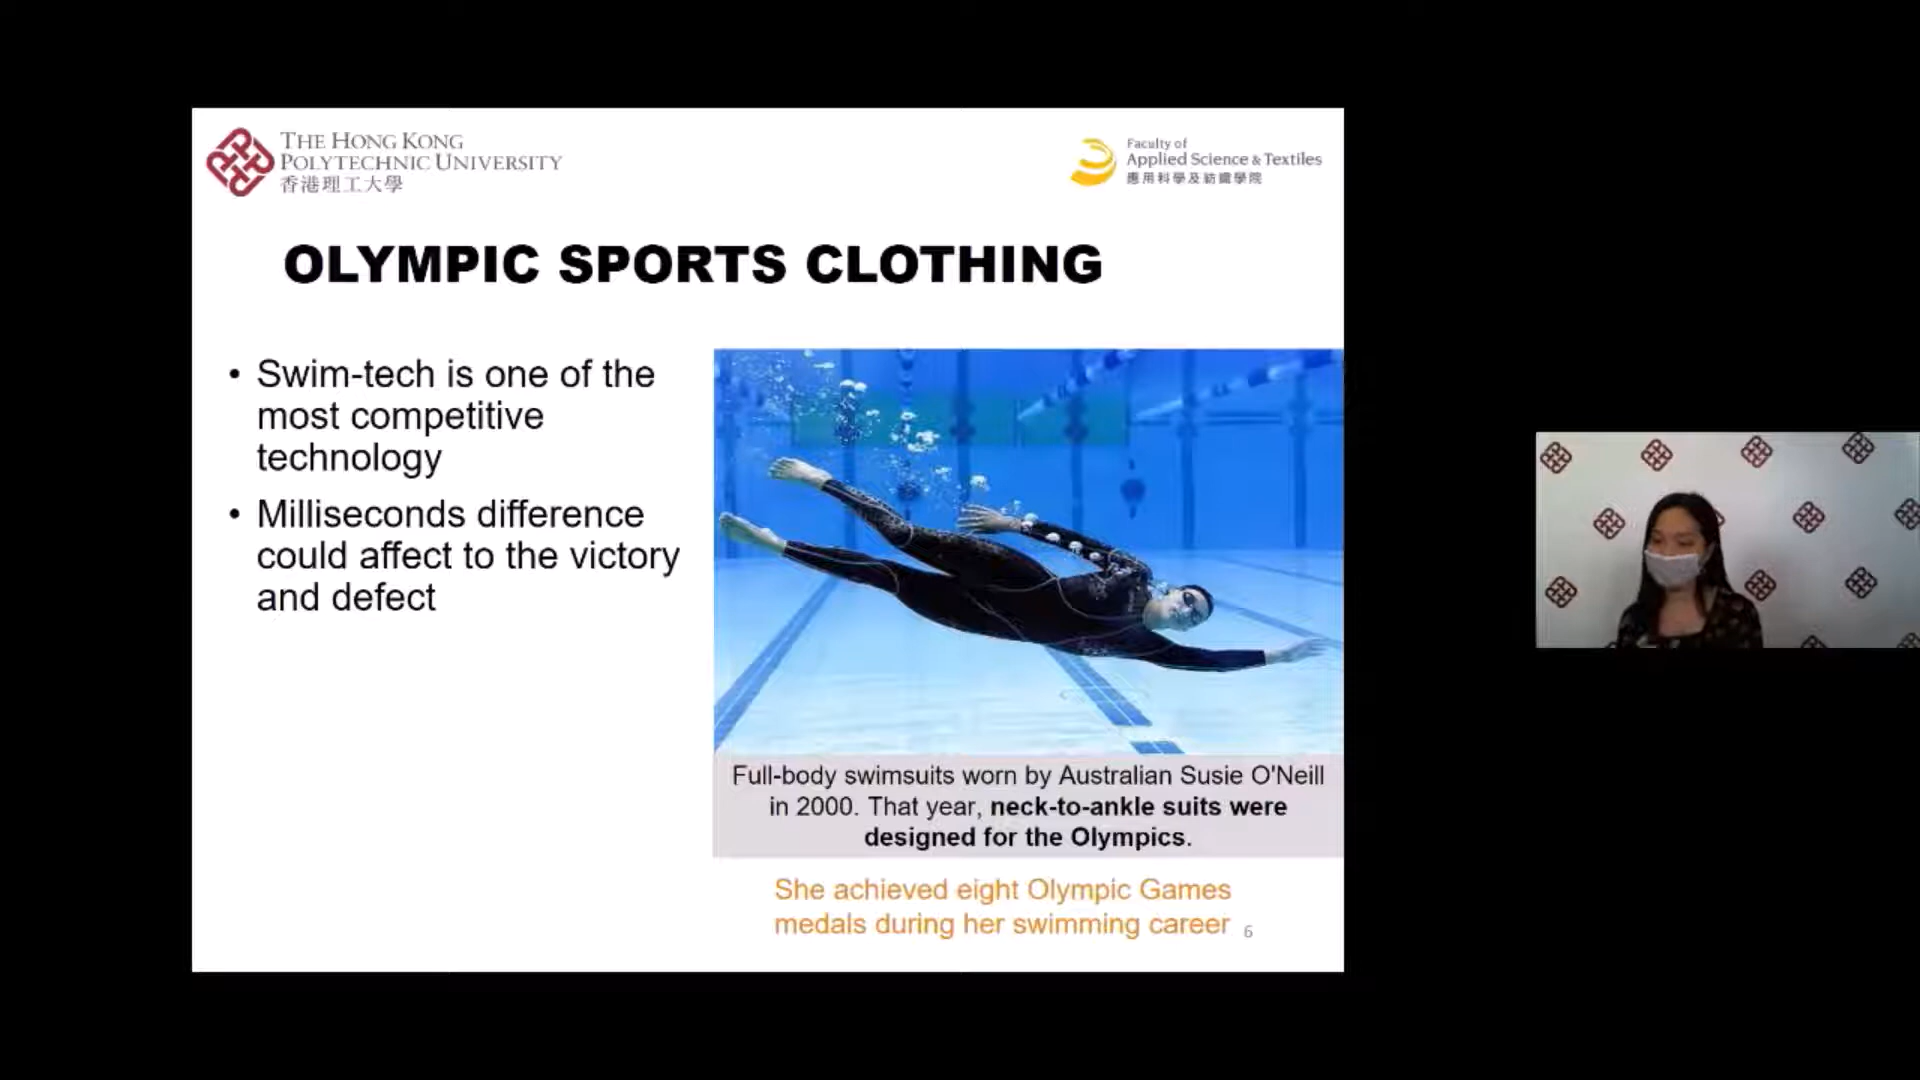 THE HONG KONG
POLYTECHNIC UNIVERSITY
香港理工大學
Faculty of
Applied Science & Textiles
應用科學及紡織學院
OLYMPIC SPORTS CLOTHING
• Swim-tech is one of the
most competitive
technology
• Milliseconds difference
could affect to the victory
and defect
Full-body swimsuits worn by Australian Susie O'Neill
in 2000. That year, neck-to-ankle suits were
designed for the Olympics.
She achieved eight Olympic Games
medals during her swimming career
6